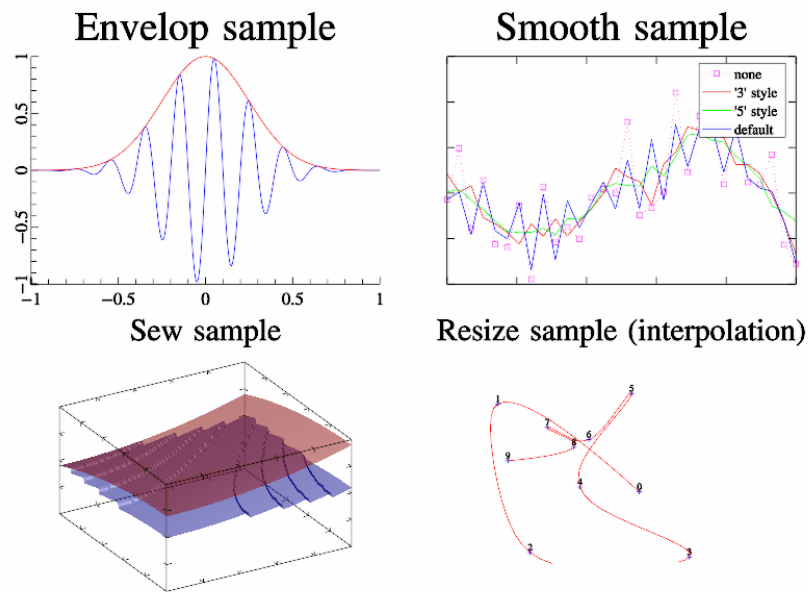 Envelop sample
Smooth sample
1
0.5
0
−0.5
−1
−1
−0.5
0
0.5
1
none
'3' style
'5' style
default
Sew sample
Resize sample (interpolation)
5
1
7
6
8
9
4
0
2
3